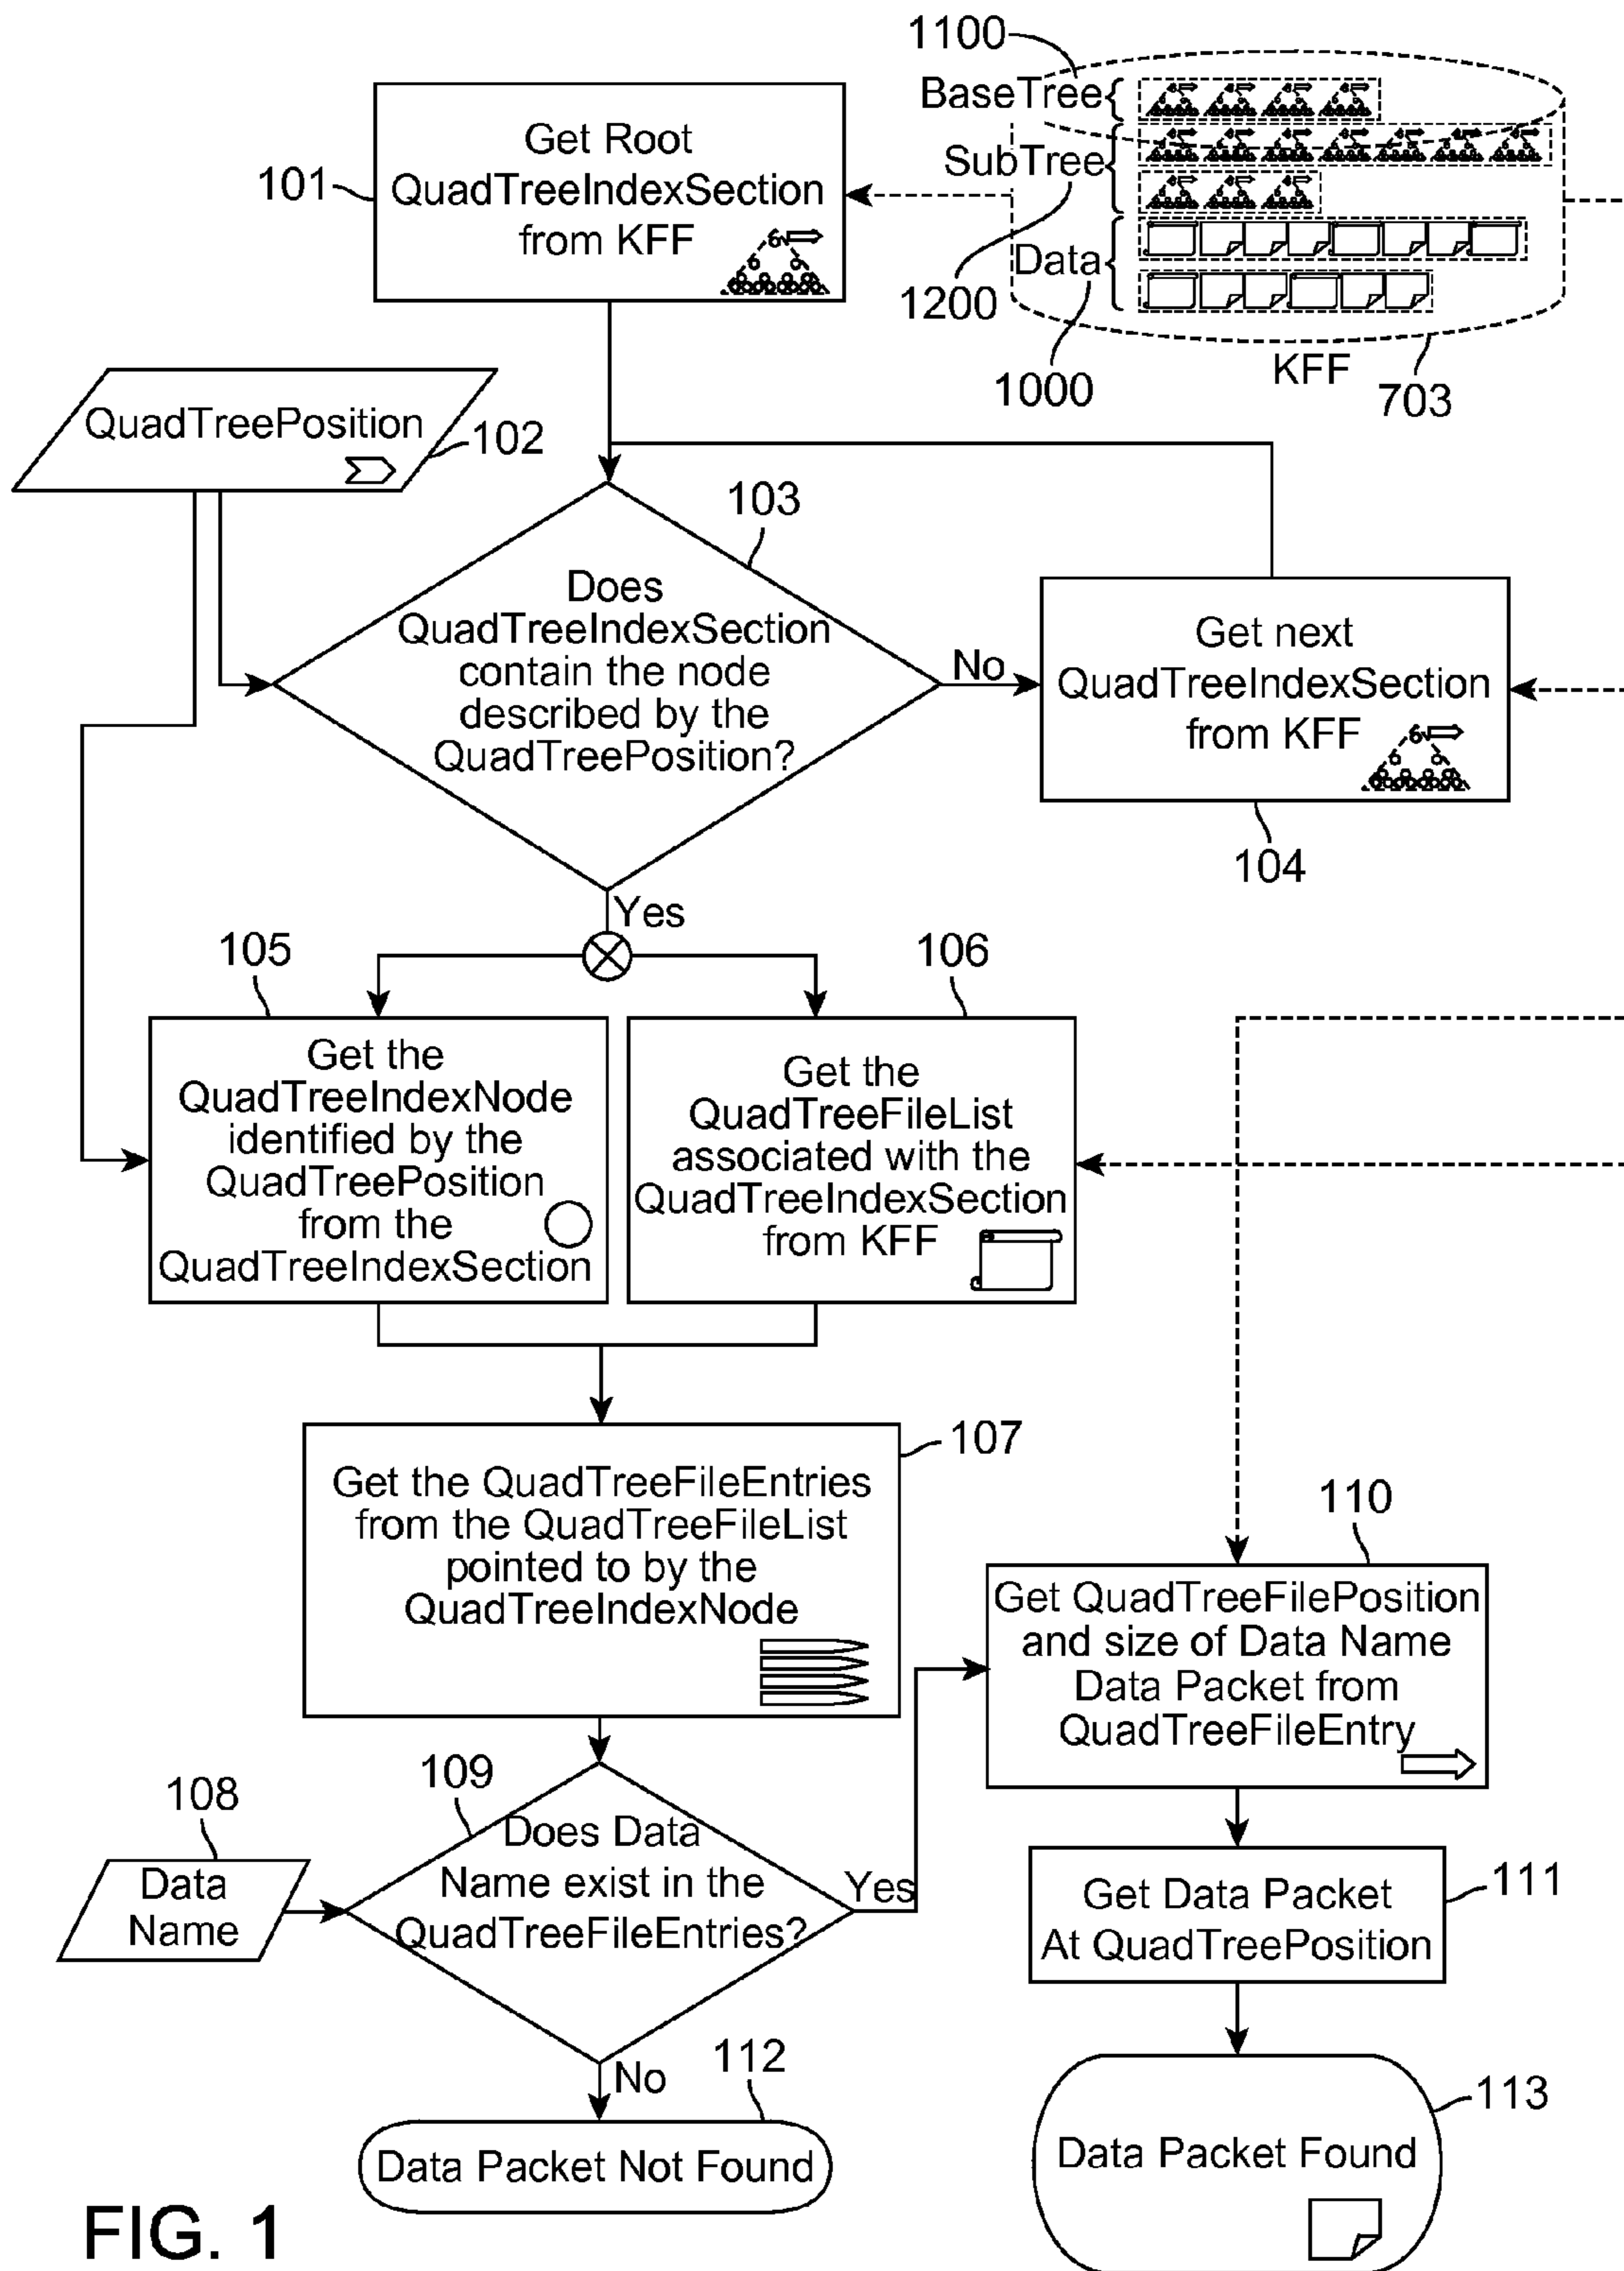 1100
BaseTree
SubTree
Data
1200
1000
KFF
703
Get Root
QuadTreeIndexSection
from KFF
101
QuadTreePosition
102
103
Does
QuadTreeIndexSection
contain the node
described by the
QuadTreePosition?
No
Get next
QuadTreeIndexSection
from KFF
104
Yes
105
106
Get the
QuadTreeIndexNode
identified by the
QuadTreePosition
from the
QuadTreeIndexSection
Get the
QuadTreeFileList
associated with the
QuadTreeIndexSection
from KFF
107
Get the QuadTreeFileEntries
from the QuadTreeFileList
pointed to by the
QuadTreeIndexNode
110
Get QuadTreeFilePosition
and size of Data Name
Data Packet from
QuadTreeFileEntry
108
Data
Name
109
Does Data
Name exist in the
QuadTreeFileEntries?
Yes
111
Get Data Packet
At QuadTreePosition
No
112
Data Packet Not Found
113
Data Packet Found
FIG. 1